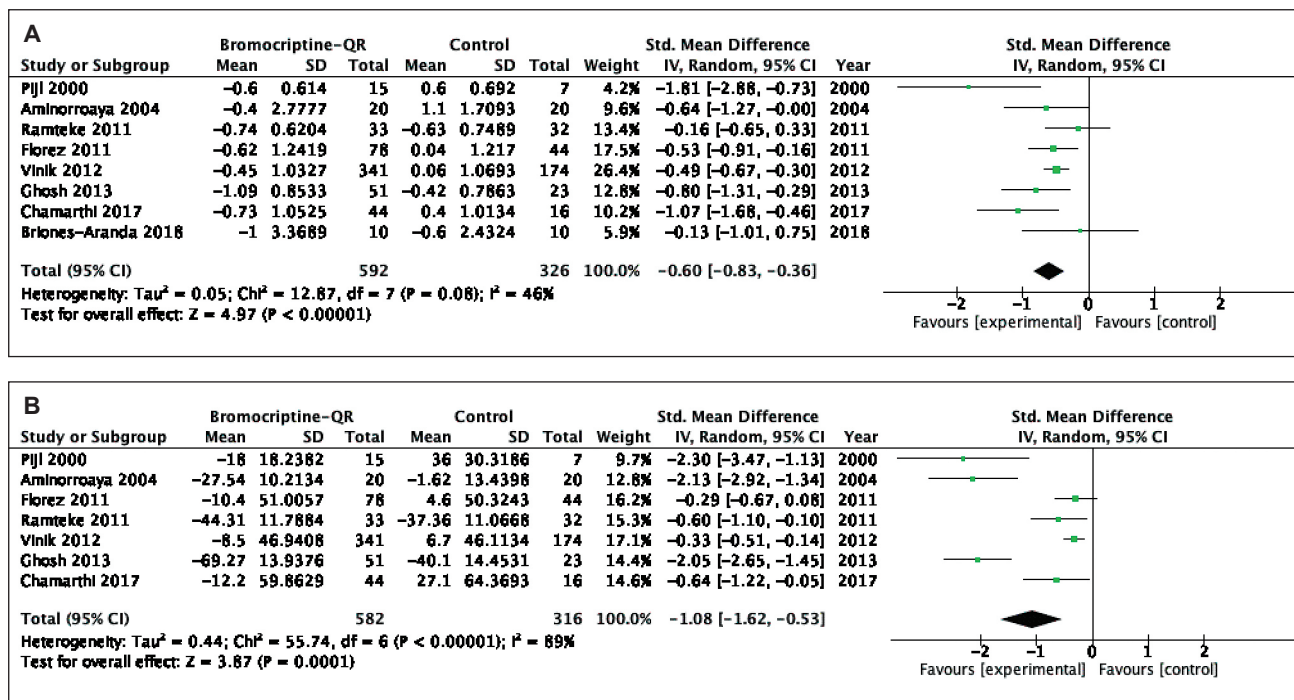 A
Bromocriptine-QR Control Std. Mean Difference Std. Mean Difference
Study or Subgroup Mean SD Total Mean SD Total Weight IV, Random, 95% CI Year IV, Random, 95% CI
Pijl 2000 −0.6 0.614 15 0.6 0.692 7 4.2% −1.81 [−2.88, −0.73] 2000
Aminorroaya 2004 −0.4 2.7777 20 1.1 1.7093 20 9.6% −0.64 [−1.27, −0.00] 2004
Ramteke 2011 −0.74 0.6204 33 −0.63 0.7489 32 13.4% −0.16 [−0.65, 0.33] 2011
Florez 2011 −0.62 1.2419 78 0.04 1.217 44 17.5% −0.53 [−0.91, −0.16] 2011
Vinik 2012 −0.45 1.0327 341 0.06 1.0693 174 26.4% −0.49 [−0.67, −0.30] 2012
Ghosh 2013 −1.09 0.8533 51 −0.42 0.7863 23 12.8% −0.80 [−1.31, −0.29] 2013
Chamarthi 2017 −0.73 1.0525 44 0.4 1.0134 16 10.2% −1.07 [−1.68, −0.46] 2017
Briones-Aranda 2018 −1 3.3689 10 −0.6 2.4324 10 5.9% −0.13 [−1.01, 0.75] 2018
Total (95% CI) 592 326 100.0% −0.60 [−0.83, −0.36]
Heterogeneity: Tau² = 0.05; Chi² = 12.87, df = 7 (P = 0.08); I² = 46%
Test for overall effect: Z = 4.97 (P < 0.00001)
−2 −1 0 1 2
Favours [experimental] Favours [control]
B
Bromocriptine-QR Control Std. Mean Difference Std. Mean Difference
Study or Subgroup Mean SD Total Mean SD Total Weight IV, Random, 95% CI Year IV, Random, 95% CI
Pijl 2000 −18 18.2382 15 36 30.3186 7 9.7% −2.30 [−3.47, −1.13] 2000
Aminorroaya 2004 −27.54 10.2134 20 −1.62 13.4398 20 12.8% −2.13 [−2.92, −1.34] 2004
Florez 2011 −10.4 51.0057 78 4.6 50.3243 44 16.2% −0.29 [−0.67, 0.08] 2011
Ramteke 2011 −44.31 11.7884 33 −37.36 11.0668 32 15.3% −0.60 [−1.10, −0.10] 2011
Vinik 2012 −8.5 46.9408 341 6.7 46.1134 174 17.1% −0.33 [−0.51, −0.14] 2012
Ghosh 2013 −69.27 13.9376 51 −40.1 14.4531 23 14.4% −2.05 [−2.65, −1.45] 2013
Chamarthi 2017 −12.2 59.8629 44 27.1 64.3693 16 14.6% −0.64 [−1.22, −0.05] 2017
Total (95% CI) 582 316 100.0% −1.08 [−1.62, −0.53]
Heterogeneity: Tau² = 0.44; Chi² = 55.74, df = 6 (P < 0.00001); I² = 89%
Test for overall effect: Z = 3.87 (P = 0.0001)
−2 −1 0 1 2
Favours [experimental] Favours [control]